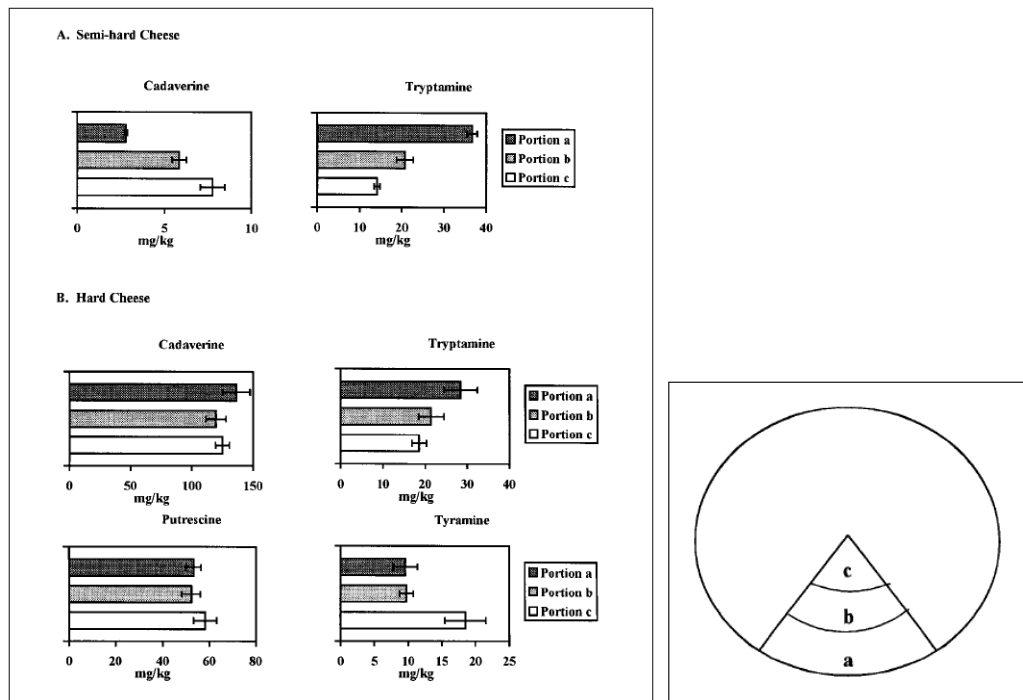 A. Semi-hard Cheese
Cadaverine
Tryptamine
Portion a
Portion b
Portion c
0 5 10
mg/kg
0 10 20 30 40
mg/kg
B. Hard Cheese
Cadaverine
Tryptamine
Portion a
Portion b
Portion c
0 50 100 150
mg/kg
0 10 20 30 40
mg/kg
Putrescine
Tyramine
Portion a
Portion b
Portion c
0 20 40 60 80
mg/kg
0 5 10 15 20 25
mg/kg
c
b
a